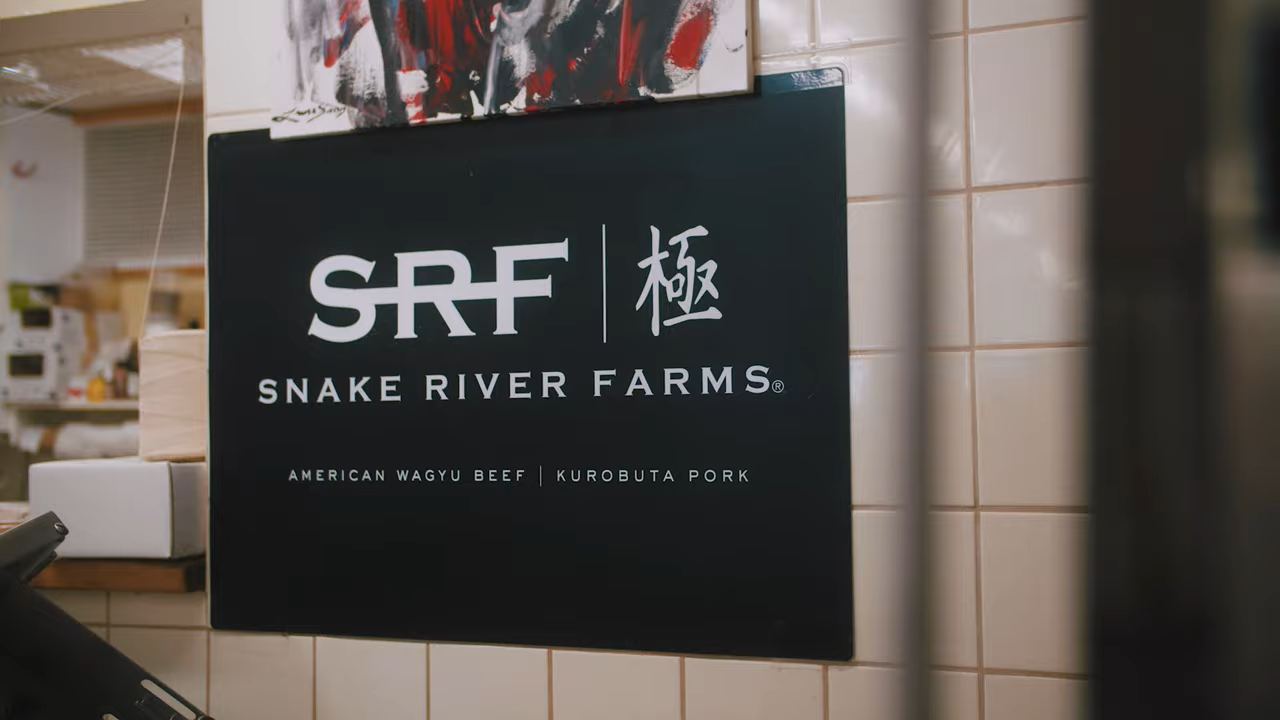 SRF | 極
SNAKE RIVER FARMS®
AMERICAN WAGYU BEEF | KUROBUTA PORK